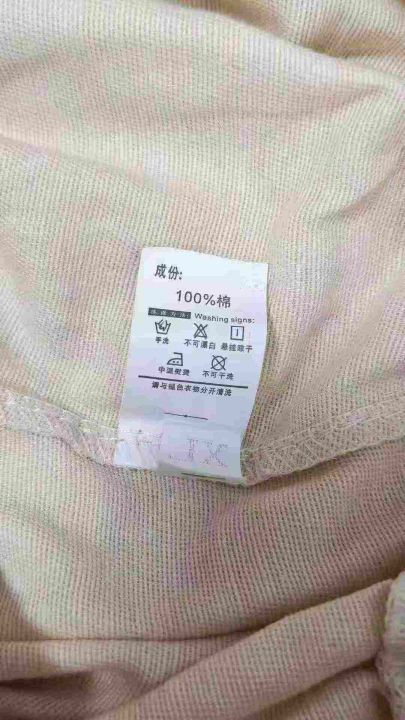 成份:
100%棉
洗涤方法: Washing signs:
手洗 不可漂白 悬挂晾干
中温熨烫 不可干洗
请与褪色衣物分开清洗